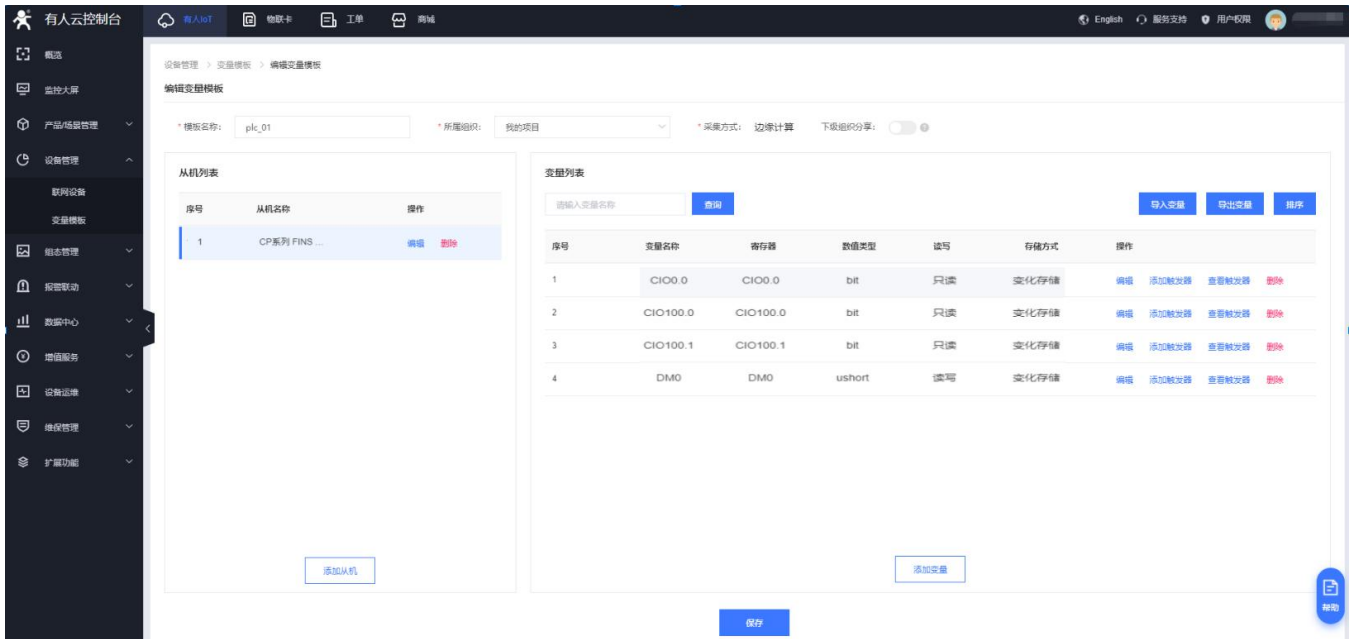 有人云控制台 有人IoT 物联卡 工单 商城 English 服务支持 用户权限
概览
监控大屏
产品/场景管理
设备管理
联网设备
变量模板
组态管理
报警联动
数据中心
增值服务
设备运维
维保管理
扩展功能
设备管理 > 变量模板 > 编辑变量模板
编辑变量模板
* 模板名称: plc_01 * 所属组织: 我的项目 * 采集方式: 边缘计算 下级组织分享:
从机列表
序号 从机名称 操作
1 CP系列 FINS ... 编辑 删除
添加从机
变量列表
请输入变量名称 查询 导入变量 导出变量 排序
序号 变量名称 寄存器 数值类型 读写 存储方式 操作
1 CIO0.0 CIO0.0 bit 只读 变化存储 编辑 添加触发器 查看触发器 删除
2 CIO100.0 CIO100.0 bit 只读 变化存储 编辑 添加触发器 查看触发器 删除
3 CIO100.1 CIO100.1 bit 只读 变化存储 编辑 添加触发器 查看触发器 删除
4 DM0 DM0 ushort 读写 变化存储 编辑 添加触发器 查看触发器 删除
添加变量
保存
帮助